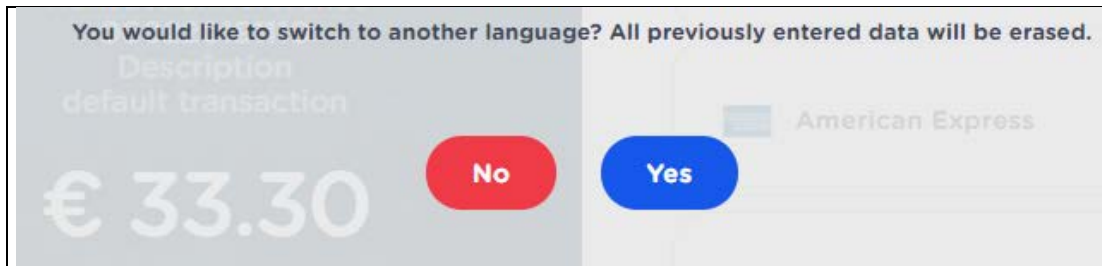 You would like to switch to another language? All previously entered data will be erased.
Description
default transaction
American Express
No
Yes
€ 33.30